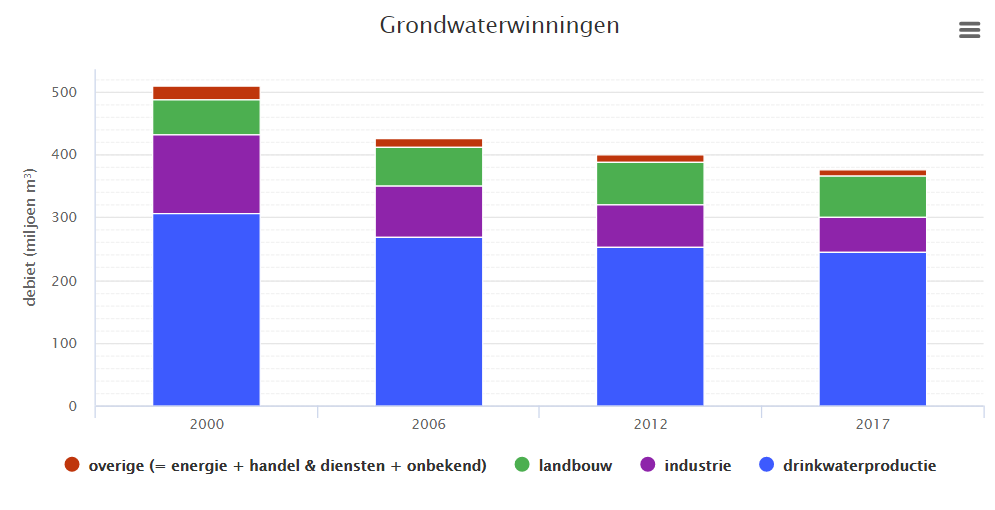 Grondwaterwinningen
debiet (miljoen m³)
500
400
300
200
100
0
2000 2006 2012 2017
overige (= energie + handel & diensten + onbekend) landbouw industrie drinkwaterproductie